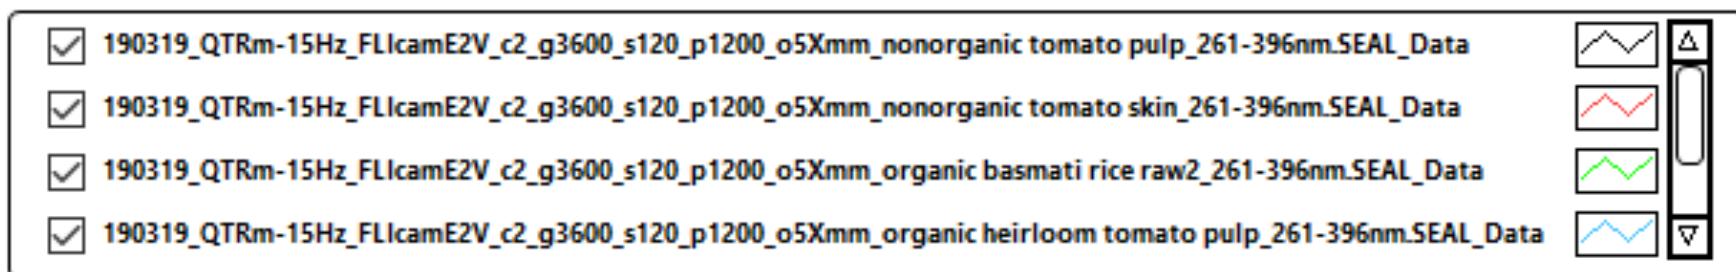 190319_QTRm-15Hz_FLIcamE2V_c2_g3600_s120_p1200_o5Xmm_nonorganic tomato pulp_261-396nm.SEAL_Data
190319_QTRm-15Hz_FLIcamE2V_c2_g3600_s120_p1200_o5Xmm_nonorganic tomato skin_261-396nm.SEAL_Data
190319_QTRm-15Hz_FLIcamE2V_c2_g3600_s120_p1200_o5Xmm_organic basmati rice raw2_261-396nm.SEAL_Data
190319_QTRm-15Hz_FLIcamE2V_c2_g3600_s120_p1200_o5Xmm_organic heirloom tomato pulp_261-396nm.SEAL_Data